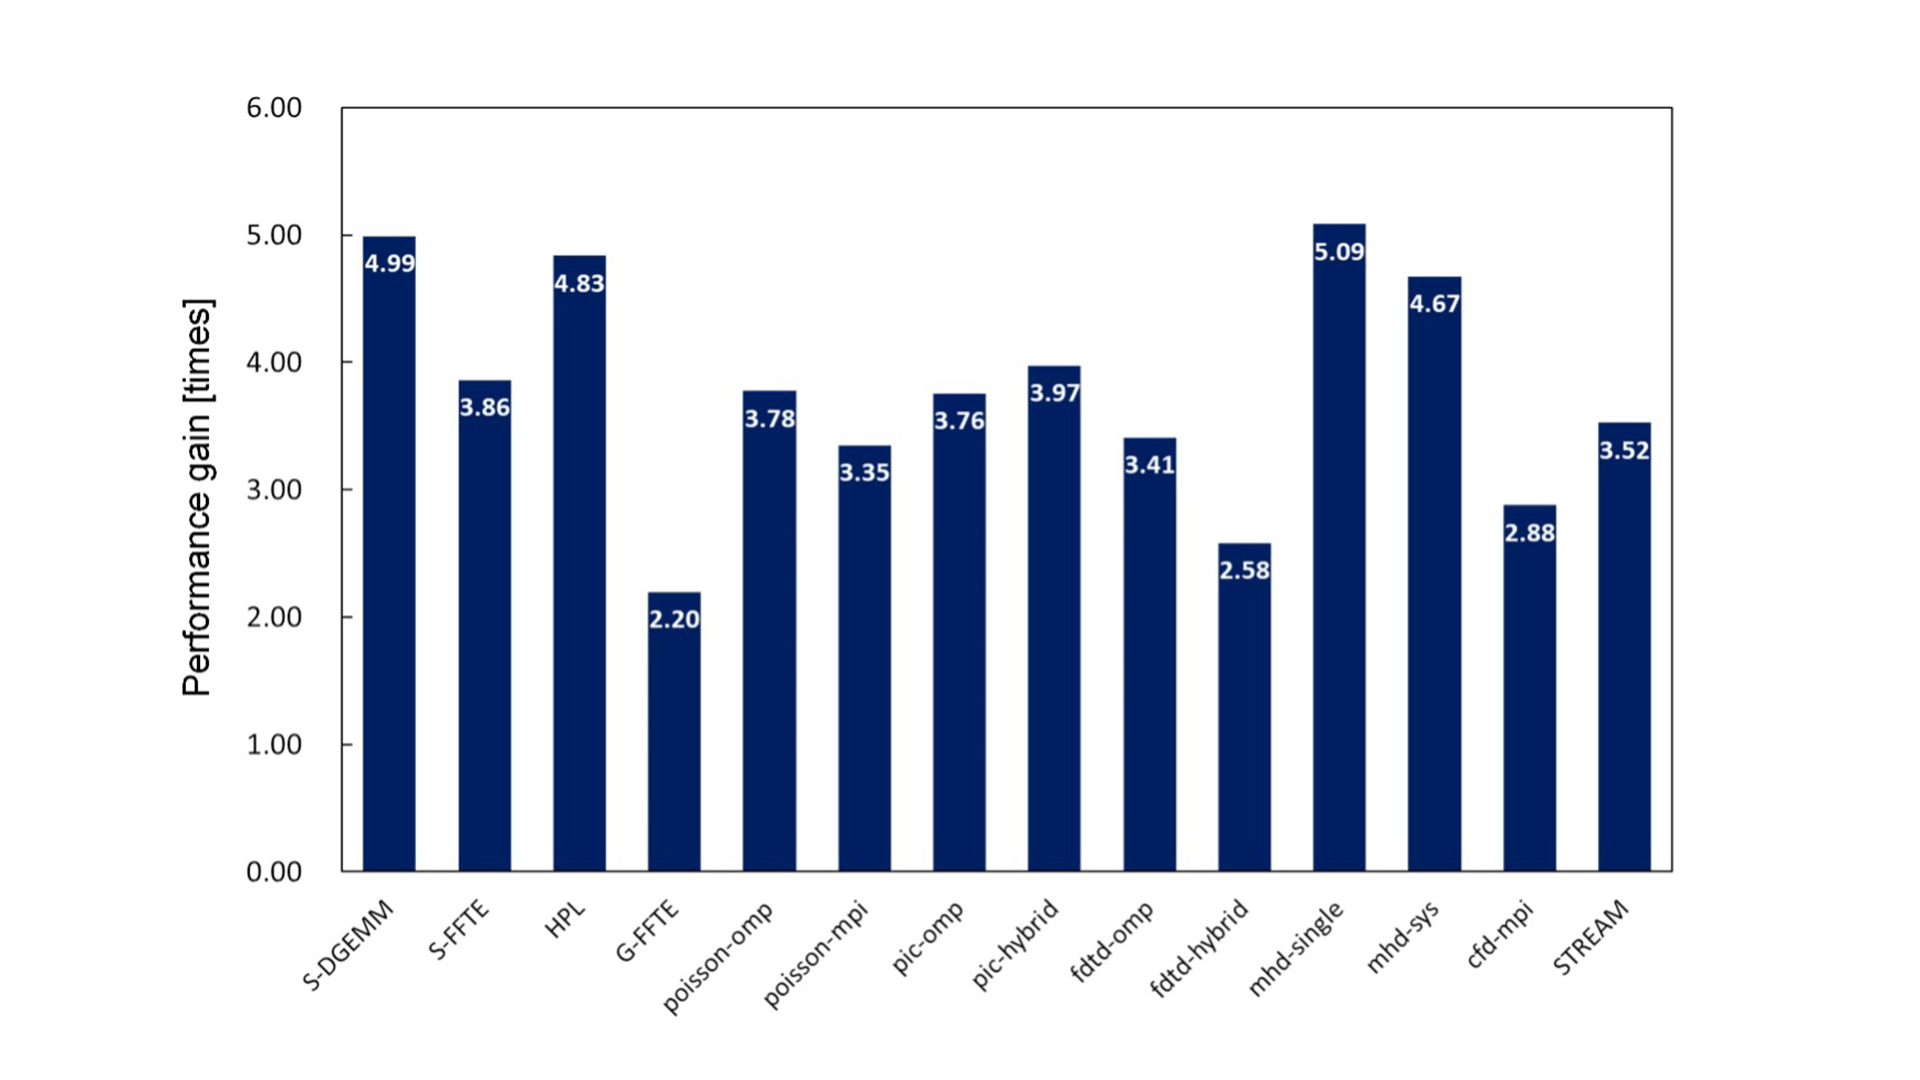 Performance gain [times]
6.00
5.00
4.00
3.00
2.00
1.00
0.00
4.99
3.86
4.83
2.20
3.78
3.35
3.76
3.97
3.41
2.58
5.09
4.67
2.88
3.52
S-DGEMM
S-FFTE
HPL
G-FFTE
poisson-omp
poisson-mpi
pic-omp
pic-hybrid
fdtd-omp
fdtd-hybrid
mhd-single
mhd-sys
cfd-mpi
STREAM